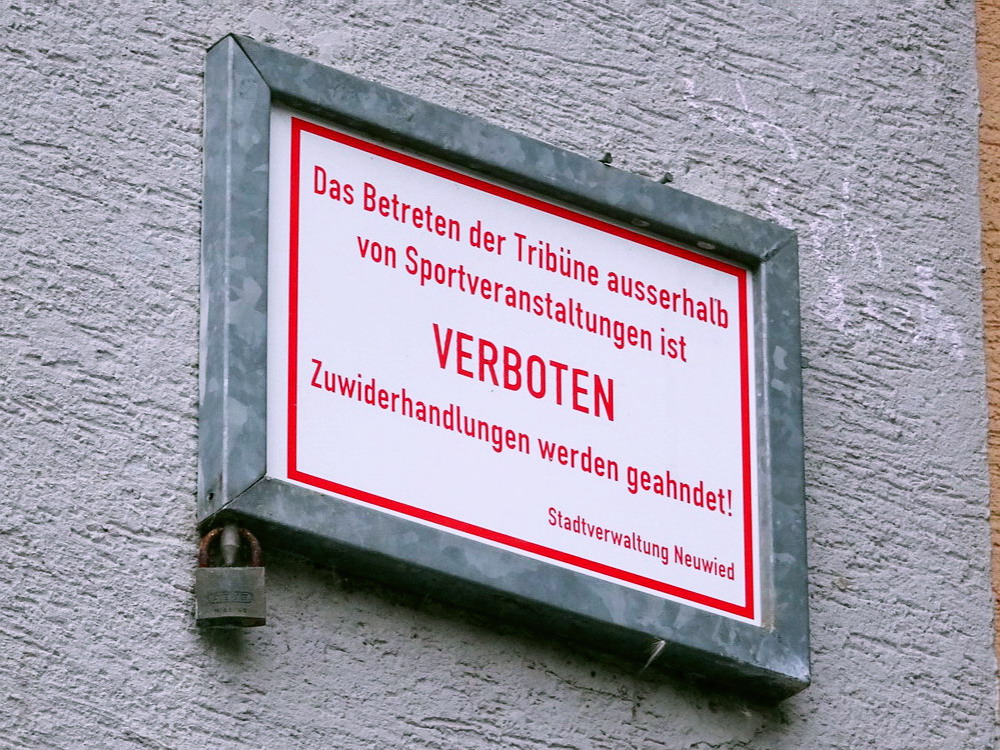 Das Betreten der Tribüne ausserhalb
von Sportveranstaltungen ist
VERBOTEN
Zuwiderhandlungen werden geahndet!
Stadtverwaltung Neuwied